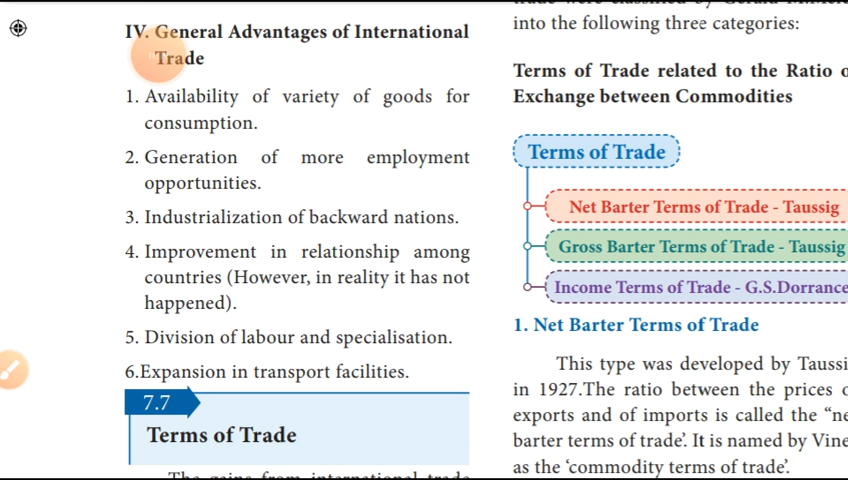 IV. General Advantages of International
Trade
1. Availability of variety of goods for
consumption.
2. Generation of more employment
opportunities.
3. Industrialization of backward nations.
4. Improvement in relationship among
countries (However, in reality it has not
happened).
5. Division of labour and specialisation.
6.Expansion in transport facilities.
7.7
Terms of Trade
The gains from international trade
into the following three categories:
Terms of Trade related to the Ratio
Exchange between Commodities
Terms of Trade
Net Barter Terms of Trade - Taussig
Gross Barter Terms of Trade - Taussig
Income Terms of Trade - G.S.Dorrance
1. Net Barter Terms of Trade
This type was developed by
in 1927.The ratio between the prices
exports and of imports is called the
barter terms of trade’. It is named by
as the ‘commodity terms of trade’.